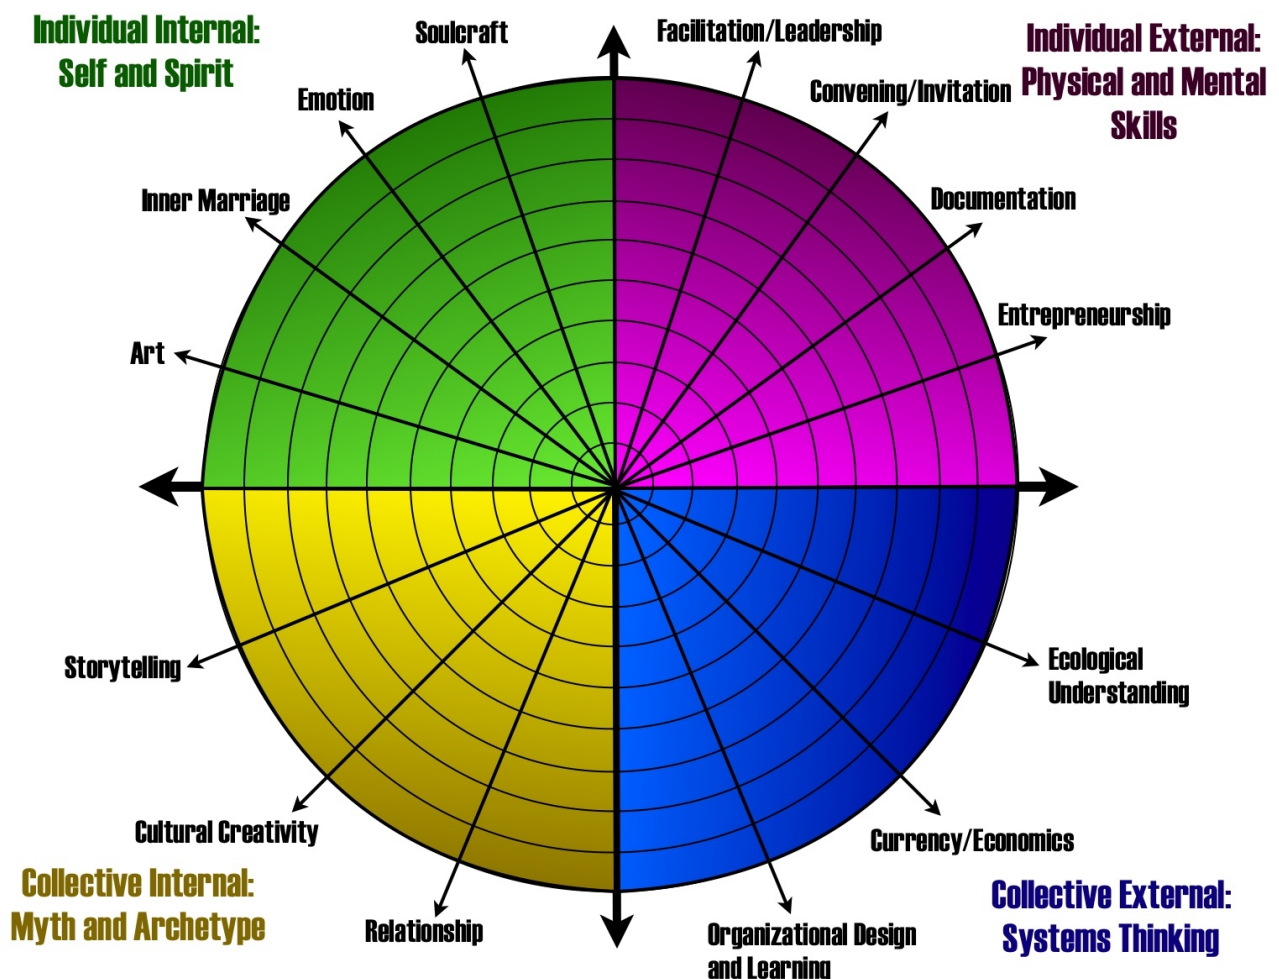 Individual Internal:
Self and Spirit
Soulcraft
Facilitation/Leadership
Individual External:
Physical and Mental
Skills
Emotion
Convening/Invitation
Inner Marriage
Documentation
Art
Entrepreneurship
Storytelling
Ecological
Understanding
Cultural Creativity
Currency/Economics
Collective Internal:
Myth and Archetype
Relationship
Organizational Design
and Learning
Collective External:
Systems Thinking